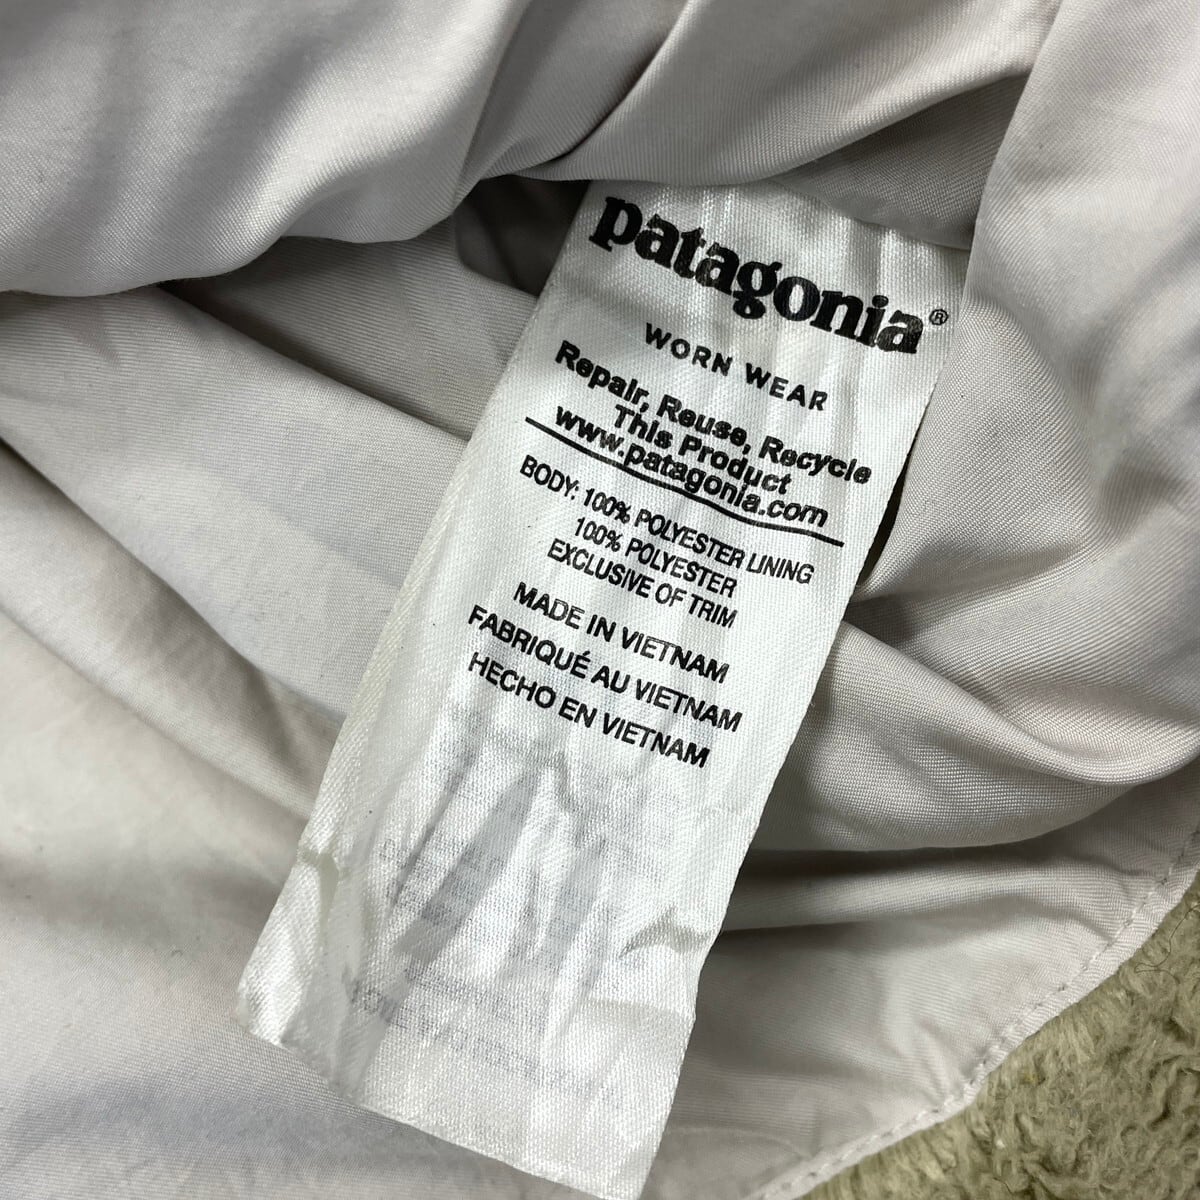 patagonia®
WORN WEAR
Repair, Reuse, Recycle
This Product
www.patagonia.com
BODY: 100% POLYESTER LINING
100% POLYESTER
EXCLUSIVE OF TRIM
MADE IN VIETNAM
FABRIQUÉ AU VIETNAM
HECHO EN VIETNAM